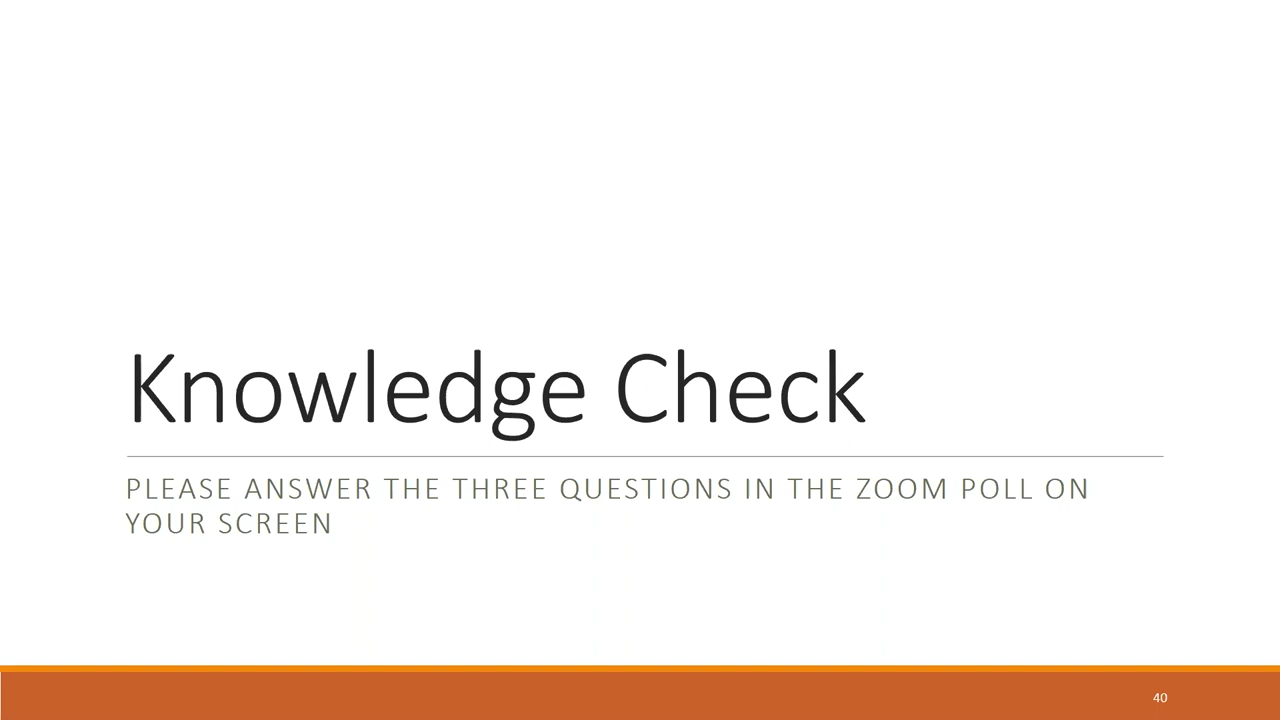 Knowledge Check
PLEASE ANSWER THE THREE QUESTIONS IN THE ZOOM POLL ON
YOUR SCREEN
40